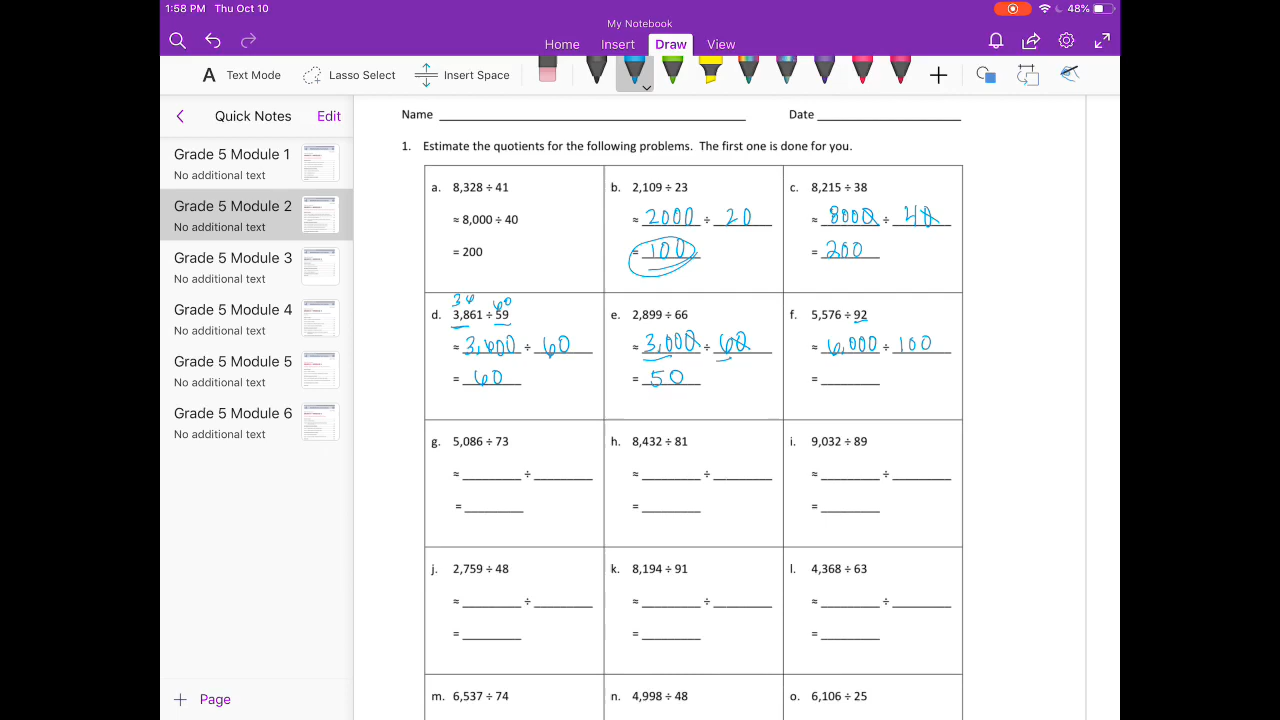 1:58 PM Thu Oct 10
48%
My Notebook
Home Insert Draw View
Text Mode Lasso Select Insert Space
Quick Notes Edit
Grade 5 Module 1
No additional text
Grade 5 Module 2
No additional text
Grade 5 Module 3
No additional text
Grade 5 Module 4
No additional text
Grade 5 Module 5
No additional text
Grade 5 Module 6
No additional text
+ Page
Name Date
1. Estimate the quotients for the following problems. The first one is done for you.
a. 8,328 ÷ 41
≈ 8,000 ÷ 40
= 200
b. 2,109 ÷ 23
≈ 2000 ÷ 20
= 100
c. 8,215 ÷ 38
≈ 8000 ÷ 40
= 200
36 60
d. 3, ÷
≈ 3,600 ÷ 60
=
e. 2,899 ÷ 66
≈ 3,000 ÷ 60
= 50
f. ÷ 92
≈ 6,000 ÷ 100
=
g. 5,086 ÷
≈ ÷
=
h. 8,432 ÷ 81
≈ ÷
=
i. 9,032 ÷ 89
≈ ÷
=
j. 2,759 ÷ 48
≈ ÷
=
k. 8,194 ÷ 91
≈ ÷
=
l. 4,368 ÷ 63
≈ ÷
=
m. 6,537 ÷ 74
n. 4,998 ÷ 48
o. 6,106 ÷ 25